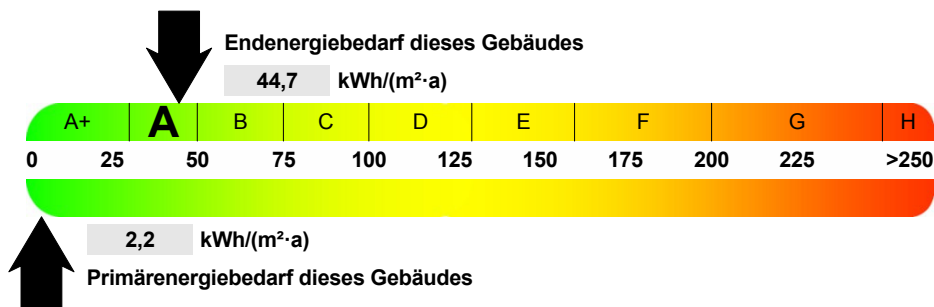 Endenergiebedarf dieses Gebäudes
44,7 kWh/(m²·a)
A+ A B C D E F G H
0 25 50 75 100 125 150 175 200 225 >250
2,2 kWh/(m²·a)
Primärenergiebedarf dieses Gebäudes